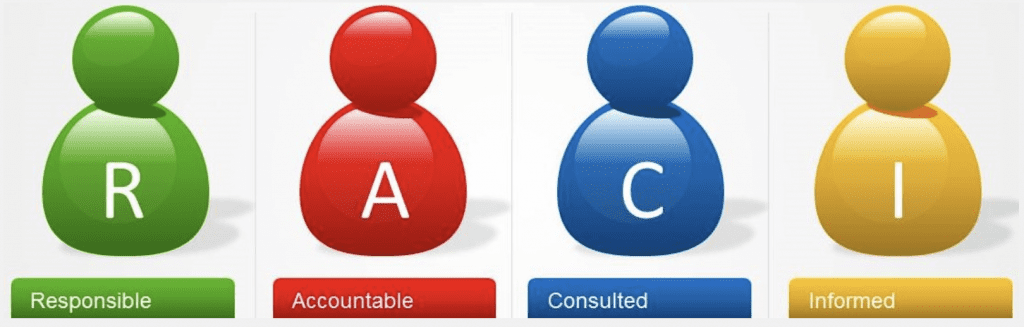 R
A
C
I
Responsible
Accountable
Consulted
Informed